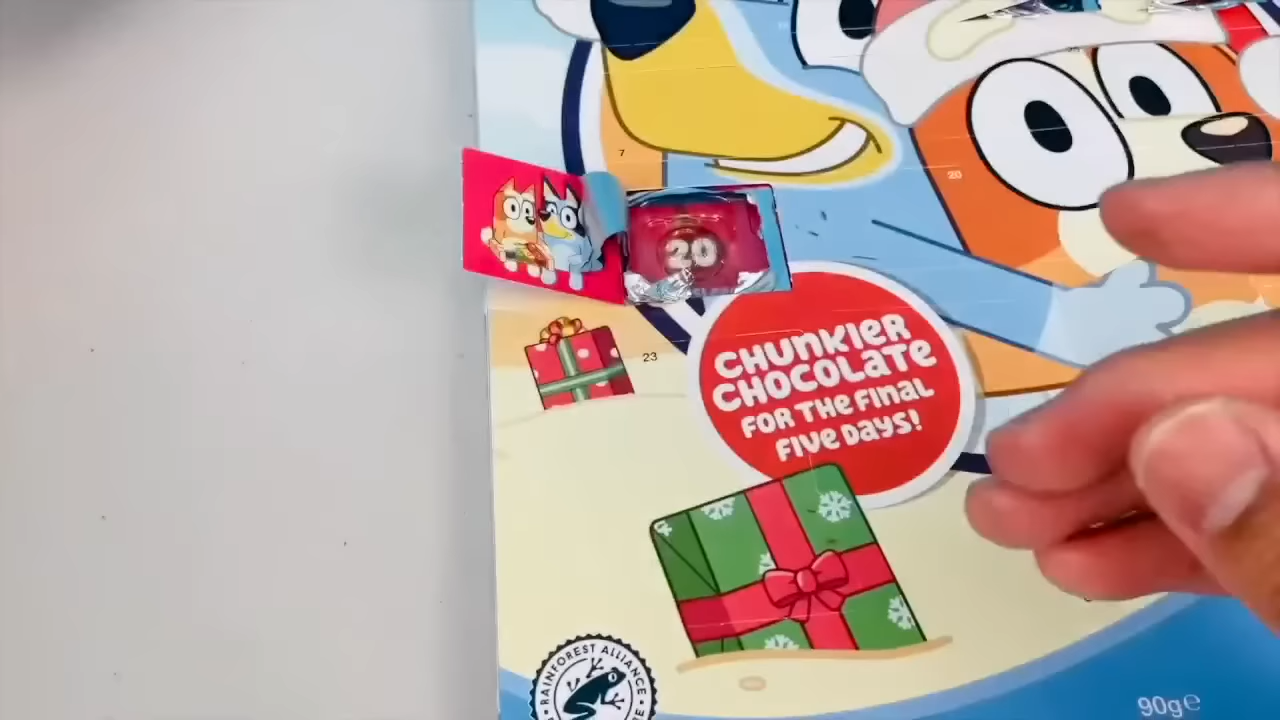 7
20
20
23
CHUNKIER
CHOCOLATE
FOR THE FINAL
FIVE DAYS!
RAINFOREST ALLIANCE
90g℮